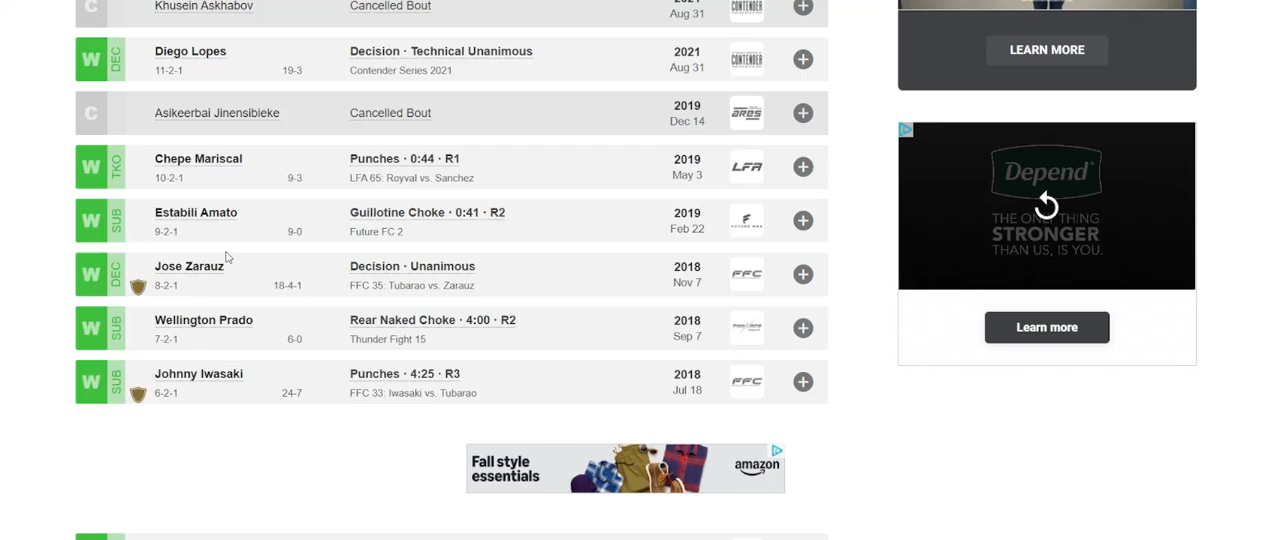 C Khusein Askhabov Cancelled Bout 2021
Aug 31
CONTENDER
LEARN MORE
W DEC Diego Lopes Decision · Technical Unanimous 2021
11-2-1 19-3 Contender Series 2021 Aug 31
CONTENDER
C Asikeerbai Jinensibieke Cancelled Bout 2019
Dec 14
ARES
W TKO Chepe Mariscal Punches · 0:44 · R1 2019
10-2-1 9-3 LFA 65: Royval vs. Sanchez May 3
LFA
Depend®
THE ONLY THING
STRONGER
THAN US, IS YOU.
W SUB Estabili Amato Guillotine Choke · 0:41 · R2 2019
9-2-1 9-0 Future FC 2 Feb 22
W DEC Jose Zarauz Decision · Unanimous 2018
8-2-1 18-4-1 FFC 35: Tubarao vs. Zarauz Nov 7
FFC
W SUB Wellington Prado Rear Naked Choke · 4:00 · R2 2018
7-2-1 6-0 Thunder Fight 15 Sep 7
Learn more
W SUB Johnny Iwasaki Punches · 4:25 · R3 2018
6-2-1 24-7 FFC 33: Iwasaki vs. Tubarao Jul 18
FFC
Fall style
essentials
amazon